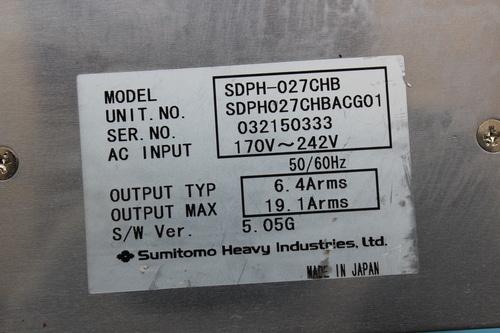 MODEL SDPH-027CHB
UNIT.NO. SDPH027CHBACG01
SER.NO. 032150333
AC INPUT 170V~242V
50/60Hz
OUTPUT TYP 6.4Arms
OUTPUT MAX 19.1Arms
S/W Ver. 5.05G
Sumitomo Heavy Industries, Ltd.
MADE IN JAPAN